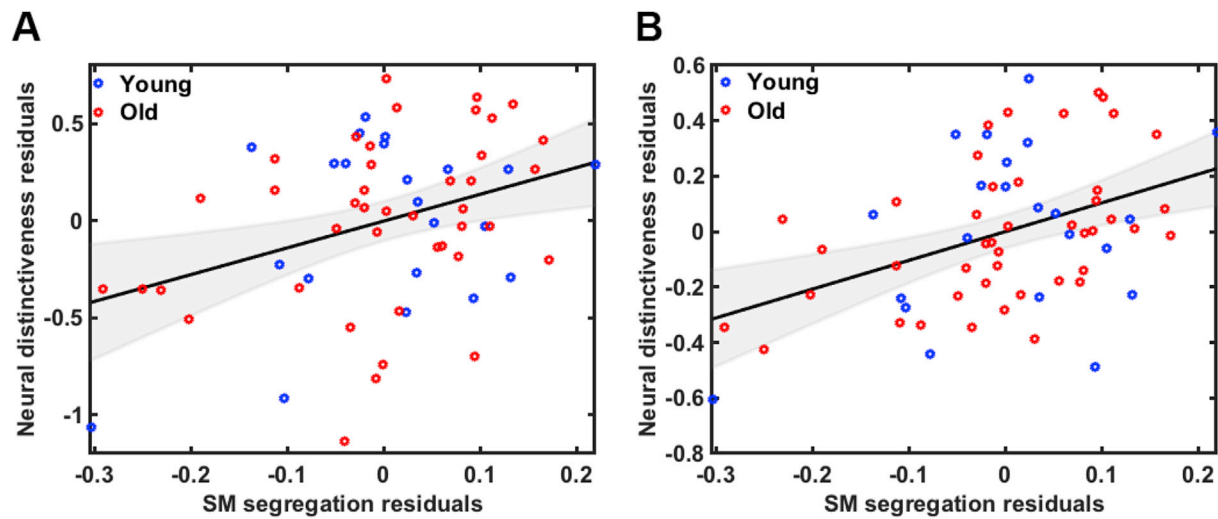 A
B
Neural distinctiveness residuals
0.5
0
-0.5
-1
Young
Old
-0.3 -0.2 -0.1 0 0.1 0.2
SM segregation residuals
Neural distinctiveness residuals
0.6
0.4
0.2
0
-0.2
-0.4
-0.6
-0.8
Young
Old
-0.3 -0.2 -0.1 0 0.1 0.2
SM segregation residuals